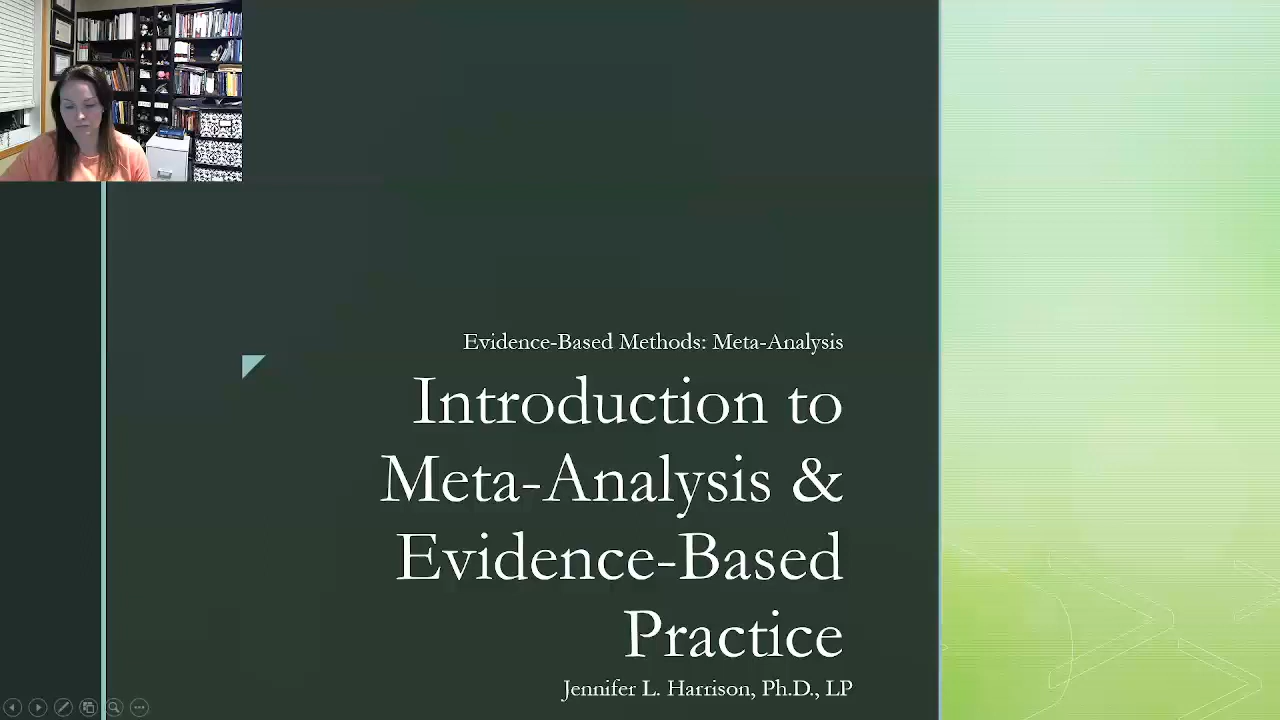 Evidence-Based Methods: Meta-Analysis
Introduction to
Meta-Analysis &
Evidence-Based
Practice
Jennifer L. Harrison, Ph.D., LP